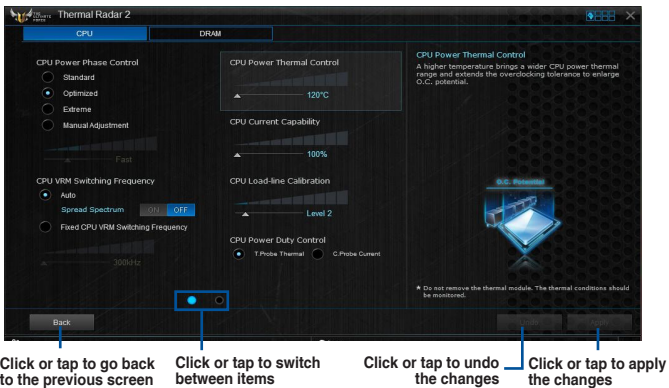 THE ULTIMATE FORCE Thermal Radar 2
CPU
DRAM
CPU Power Phase Control
Standard
Optimized
Extreme
Manual Adjustment
Fast
CPU VRM Switching Frequency
Auto
Spread Spectrum ON OFF
Fixed CPU VRM Switching Frequency
300kHz
CPU Power Thermal Control
120°C
CPU Current Capability
100%
CPU Load-line Calibration
Level 2
CPU Power Duty Control
T.Probe Thermal C.Probe Current
CPU Power Thermal Control
A higher temperature brings a wider CPU power thermal
range and extends the overclocking tolerance to enlarge
O.C. potential.
O.C. Potential
* Do not remove the thermal module. The thermal conditions should
be monitored.
Back
Undo
Apply
Click or tap to go back
to the previous screen
Click or tap to switch
between items
Click or tap to undo
the changes
Click or tap to apply
the changes